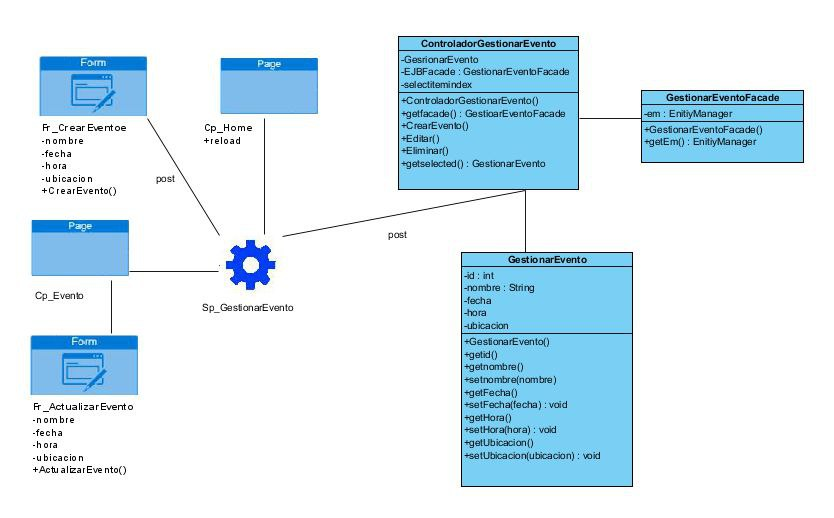 Form
Fr_CrearEventoe
-nombre
-fecha
-hora
-ubicacion
+CrearEvento()
post
Page
Cp_Home
+reload
ControladorGestionarEvento
-GesrionarEvento
-EJBFacade : GestionarEventoFacade
-selectitemindex
+ControladorGestionarEvento()
+getfacade() : GestioarEventoFacade
+CrearEvento()
+Editar()
+Eliminar()
+getselected() : GestionarEvento
GestionarEventoFacade
-em : EnitiyManager
+GestionarEventoFacade()
+getEm() : EnitiyManager
Page
Cp_Evento
Sp_GestionarEvento
post
GestionarEvento
-id : int
-nombre : String
-fecha
-hora
-ubicacion
+GestionarEvento()
+getid()
+getnombre()
+setnombre(nombre)
+getFecha()
+setFecha(fecha) : void
+getHora()
+setHora(hora) : void
+getUbicacion()
+setUbicacion(ubicacion) : void
Form
Fr_ActualizarEvento
-nombre
-fecha
-hora
-ubicacion
+ActualizarEvento()